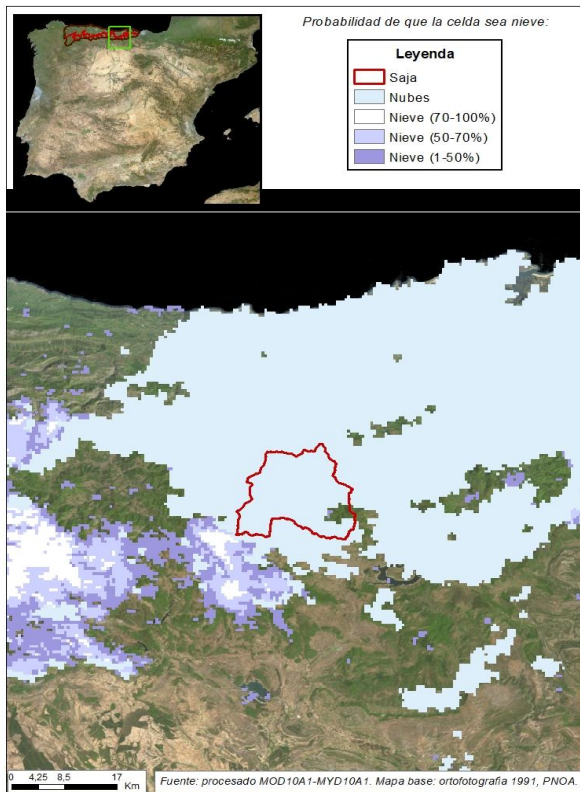 Probabilidad de que la celda sea nieve:
Leyenda
Saja
Nubes
Nieve (70-100%)
Nieve (50-70%)
Nieve (1-50%)
0 4,25 8,5 17
Km
Fuente: procesado MOD10A1-MYD10A1. Mapa base: ortofotografía 1991, PNOA.